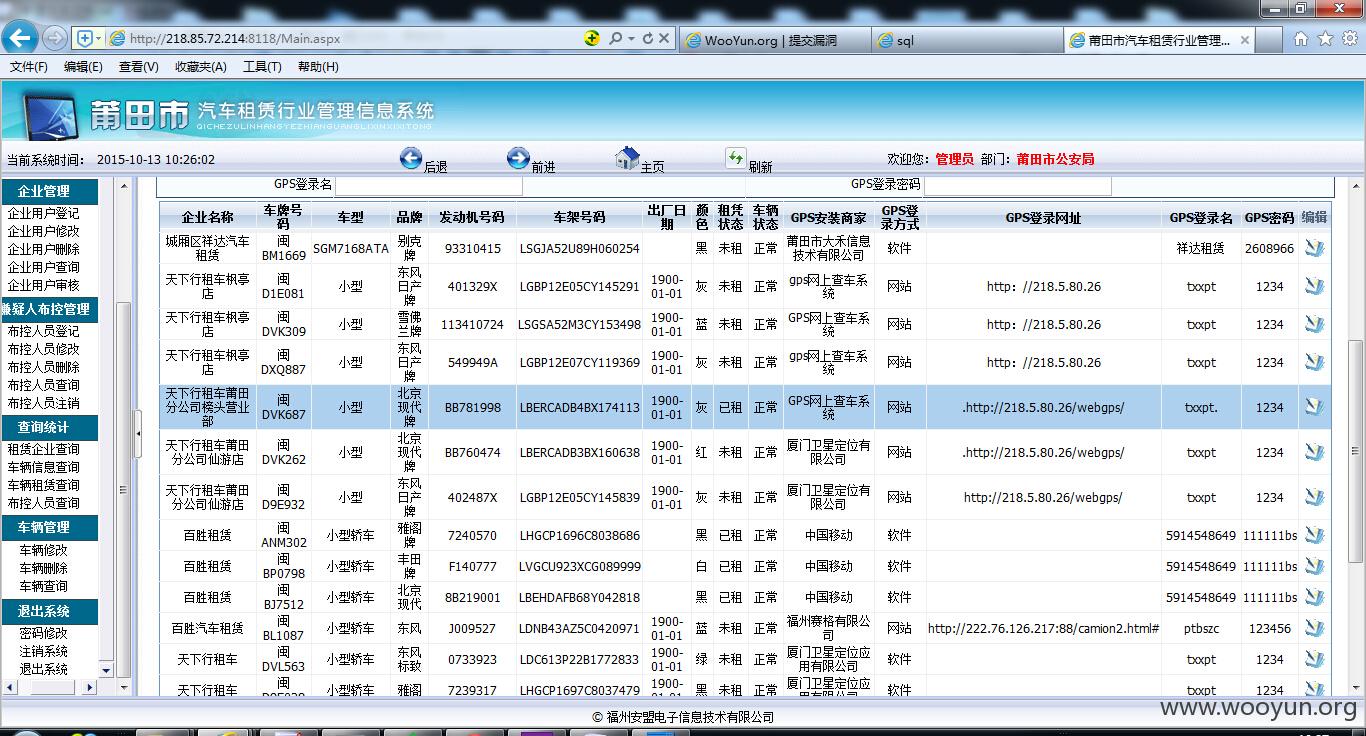 http://218.85.72.214:8118/Main.aspx
WooYun.org | 提交漏洞
sql
莆田市汽车租赁行业管理...
文件(F) 编辑(E) 查看(V) 收藏夹(A) 工具(T) 帮助(H)
莆田市 汽车租赁行业管理信息系统
QICHEZULINHANGYEZHIANGUANGLIXINXIXITONG
当前系统时间: 2015-10-13 10:26:02 后退 前进 主页 刷新 欢迎您: 管理员 部门: 莆田市公安局
企业管理
企业用户登记
企业用户修改
企业用户删除
企业用户查询
企业用户审核
嫌疑人布控管理
布控人员登记
布控人员修改
布控人员删除
布控人员查询
布控人员注销
查询统计
租赁企业查询
车辆信息查询
车辆租赁查询
布控人员查询
车辆管理
车辆修改
车辆删除
车辆查询
退出系统
密码修改
注销系统
退出系统
GPS登录名 GPS登录密码
企业名称 车牌号码 车型 品牌 发动机号码 车架号码 出厂日期 颜色 租凭状态 车辆状态 GPS安装商家 GPS登录方式 GPS登录网址 GPS登录名 GPS密码 编辑
城厢区祥达汽车租赁 闽BM1669 SGM7168ATA 别克牌 93310415 LSGJA52U89H060254 黑 未租 正常 莆田市大禾信息技术有限公司 软件 祥达租赁 2608966
天下行租车枫亭店 闽D1E081 小型 东风日产牌 401329X LGBP12E05CY145291 1900-01-01 灰 未租 正常 gps网上查车系统 网站 http: //218.5.80.26 txxpt 1234
天下行租车枫亭店 闽DVK309 小型 雪佛兰牌 113410724 LSGSA52M3CY153498 1900-01-01 蓝 未租 正常 GPS网上查车系统 网站 http: //218.5.80.26 txxpt 1234
天下行租车枫亭店 闽DXQ887 小型 东风日产牌 549949A LGBP12E07CY119369 1900-01-01 灰 未租 正常 gps网上查车系统 网站 http: //218.5.80.26 txxpt 1234
天下行租车莆田分公司榜头营业部 闽DVK687 小型 北京现代牌 BB781998 LBERCADB4BX174113 1900-01-01 灰 已租 正常 GPS网上查车系统 网站 .http://218.5.80.26/webgps/ txxpt. 1234
天下行租车莆田分公司仙游店 闽DVK262 小型 北京现代牌 BB760474 LBERCADB3BX160638 1900-01-01 红 未租 正常 厦门卫星定位有限公司 网站 .http://218.5.80.26/webgps/ txxpt 1234
天下行租车莆田分公司仙游店 闽D9E932 小型 东风日产牌 402487X LGBP12E05CY145839 1900-01-01 灰 未租 正常 厦门卫星定位有限公司 网站 http://218.5.80.26/webgps/ txxpt 1234
百胜租赁 闽ANM302 小型轿车 雅阁牌 7240570 LHGCP1696C8038686 黑 已租 正常 中国移动 软件 5914548649 111111bs
百胜租赁 闽BP0798 小型轿车 丰田牌 F140777 LVGCU923XCG089999 白 已租 正常 中国移动 软件 5914548649 111111bs
百胜租赁 闽BJ7512 小型轿车 北京现代 8B219001 LBEHDAFB68Y042818 黑 已租 正常 中国移动 软件 5914548649 111111bs
百胜汽车租赁 闽BL1087 小型轿车 东风 J009527 LDNB43AZ5C0420971 1900-01-01 蓝 未租 正常 福州赛格有限公司 网站 http://222.76.126.217:88/camion2.html# ptbszc 123456
天下行租车 闽DVL563 小型轿车 东风标致 0733923 LDC613P22B1772833 1900-01-01 绿 未租 正常 厦门卫星定位应用有限公司 软件 txxpt 1234
天下行租车 小型轿车 雅阁 7239317 LHGCP1697C8037479 1900- 黑 未租 正常 厦门卫星定位应 软件 txxpt 1234
© 福州安盟电子信息技术有限公司
www.wooyun.org